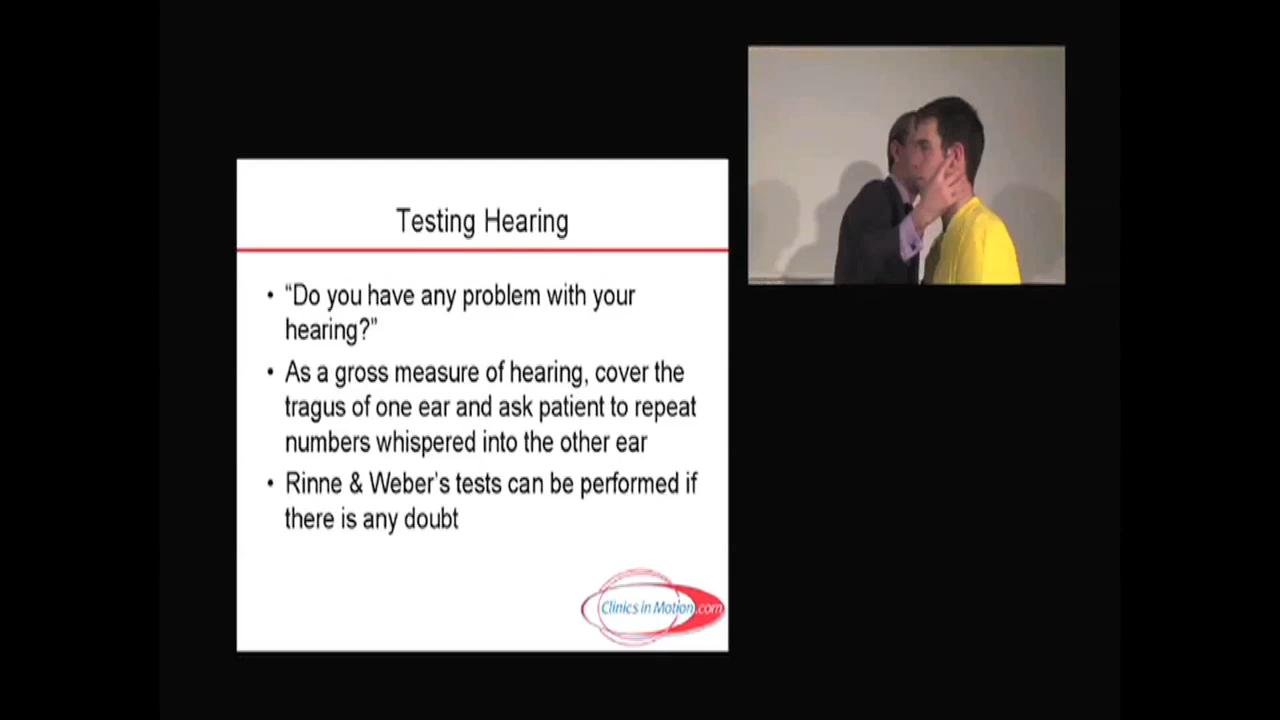 Testing Hearing
• “Do you have any problem with your
hearing?”
• As a gross measure of hearing, cover the
tragus of one ear and ask patient to repeat
numbers whispered into the other ear
• Rinne & Weber’s tests can be performed if
there is any doubt
Clinics in Motion.com